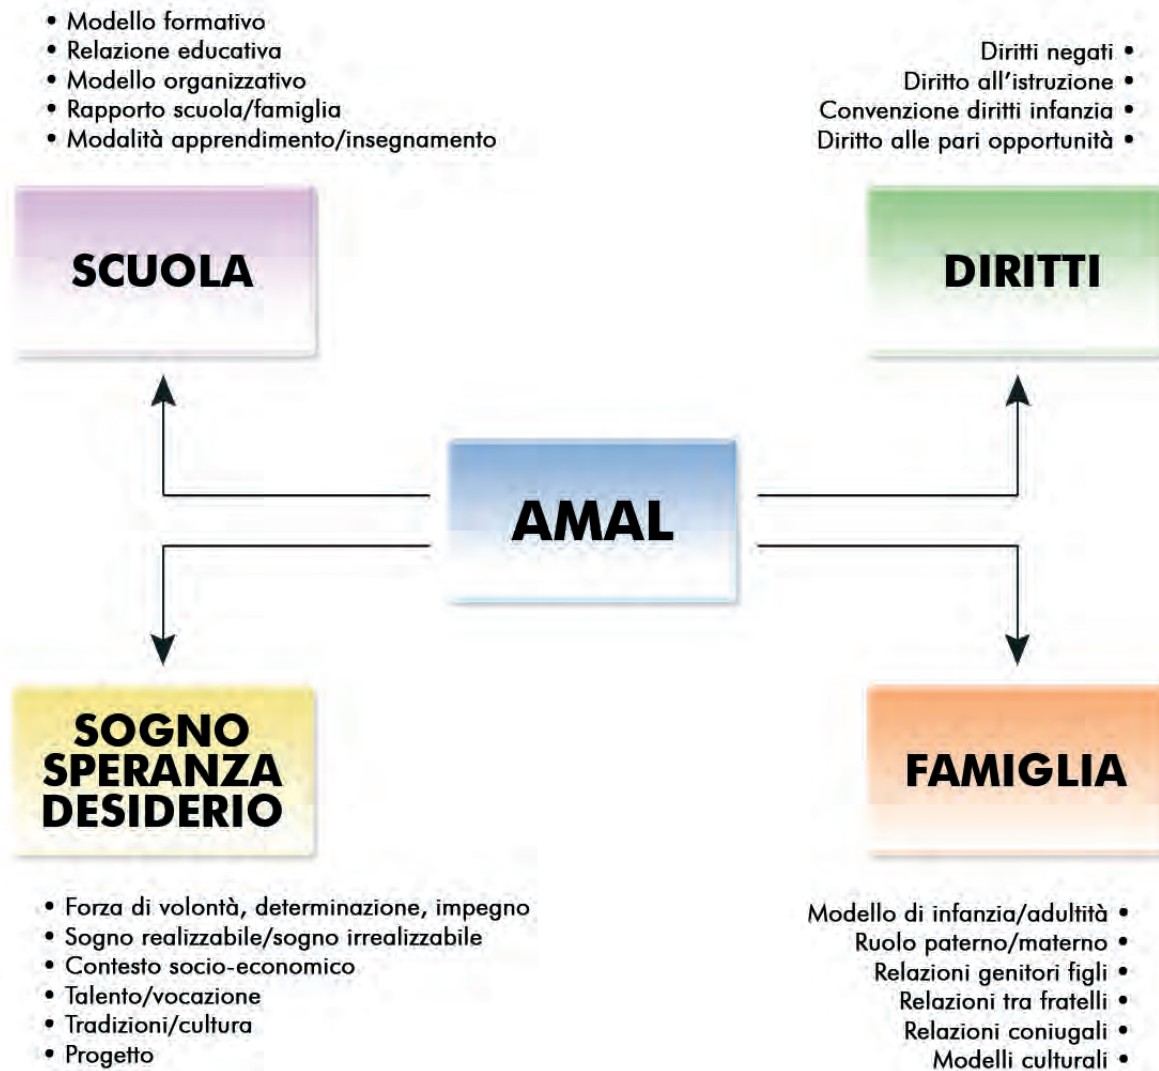 • Modello formativo
• Relazione educativa
• Modello organizzativo
• Rapporto scuola/famiglia
• Modalità apprendimento/insegnamento
Diritti negati •
Diritto all'istruzione •
Convenzione diritti infanzia •
Diritto alle pari opportunità •
SCUOLA
DIRITTI
AMAL
SOGNO
SPERANZA
DESIDERIO
FAMIGLIA
• Forza di volontà, determinazione, impegno
• Sogno realizzabile/sogno irrealizzabile
• Contesto socio-economico
• Talento/vocazione
• Tradizioni/cultura
• Progetto
Modello di infanzia/adultità •
Ruolo paterno/materno •
Relazioni genitori figli •
Relazioni tra fratelli •
Relazioni coniugali •
Modelli culturali •